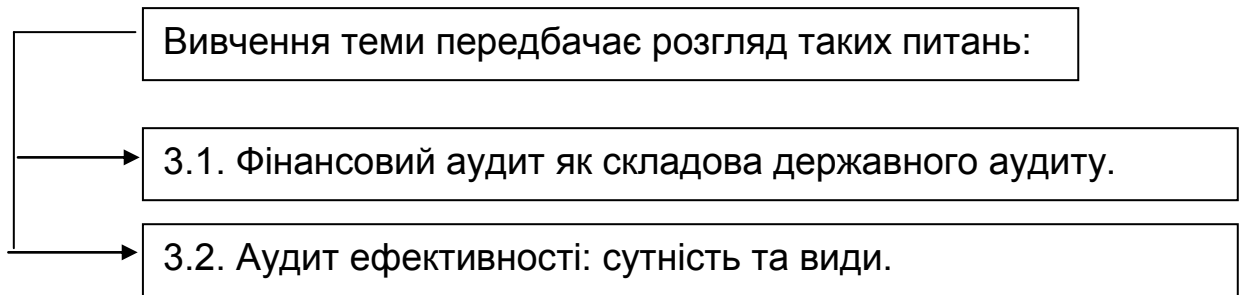 Вивчення теми передбачає розгляд таких питань:
3.1. Фінансовий аудит як складова державного аудиту.
3.2. Аудит ефективності: сутність та види.